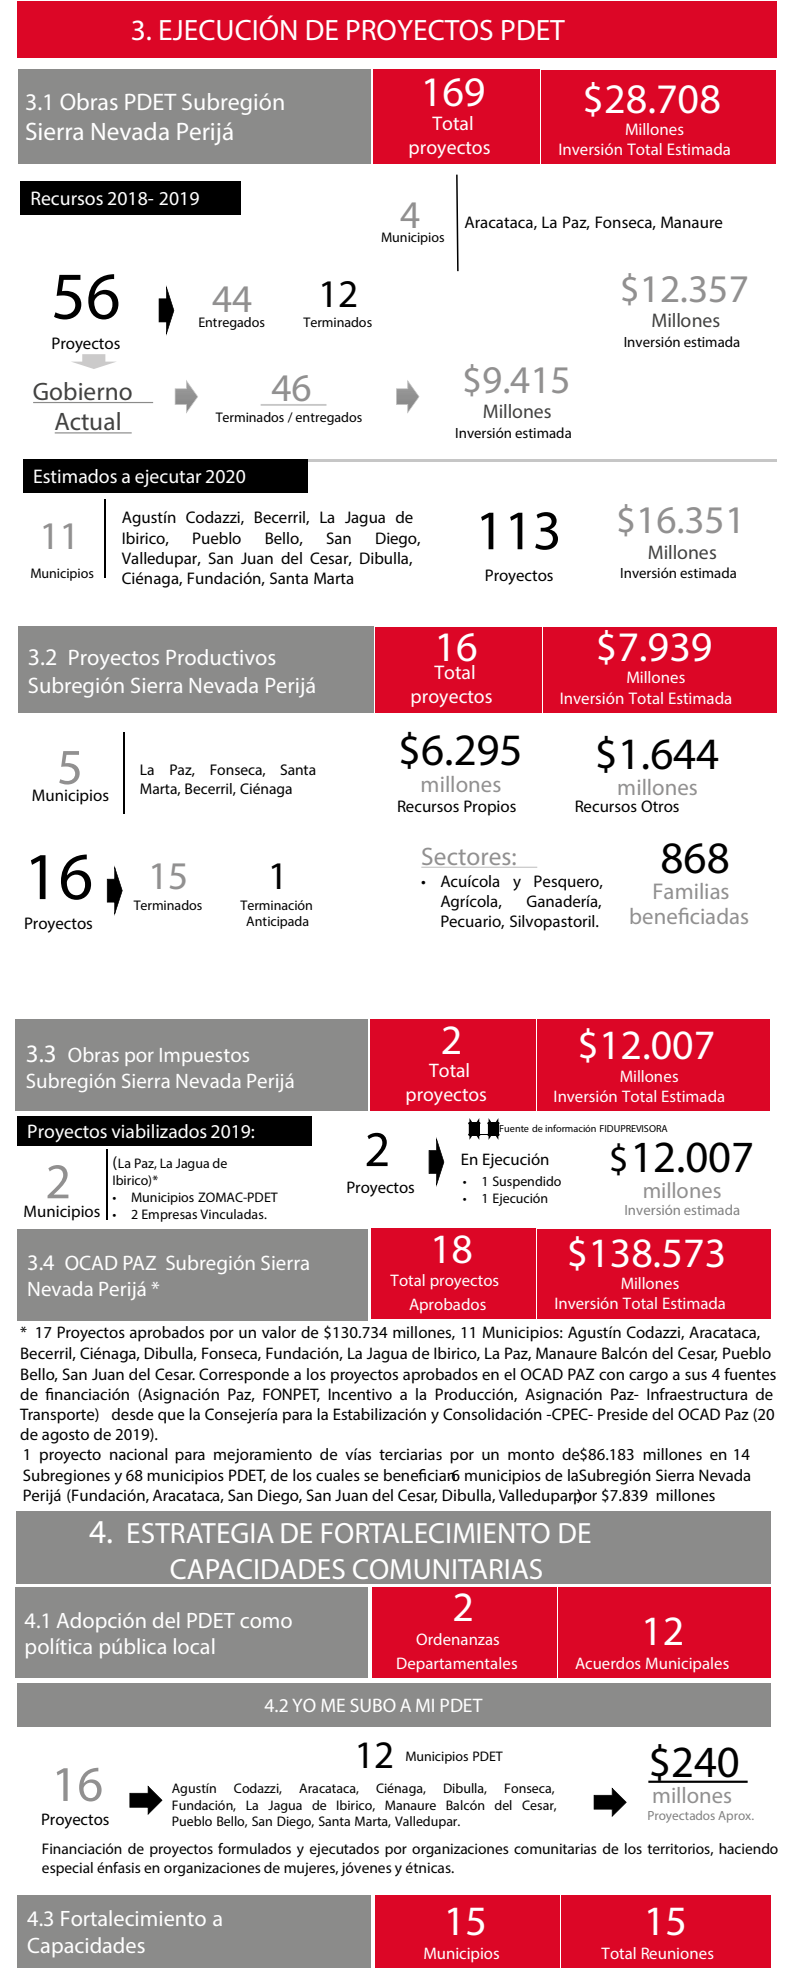 3. EJECUCIÓN DE PROYECTOS PDET
3.1 Obras PDET Subregión
Sierra Nevada Perijá
169
Total
proyectos
$28.708
Millones
Inversión Total Estimada
Recursos 2018- 2019
4
Municipios
Aracataca, La Paz, Fonseca, Manaure
56
Proyectos
44
Entregados
12
Terminados
$12.357
Millones
Inversión estimada
Gobierno
Actual
46
Terminados / entregados
$9.415
Millones
Inversión estimada
Estimados a ejecutar 2020
11
Municipios
Agustín Codazzi, Becerril, La Jagua de
Ibirico, Pueblo Bello, San Diego,
Valledupar, San Juan del Cesar, Dibulla,
Ciénaga, Fundación, Santa Marta
113
Proyectos
$16.351
Millones
Inversión estimada
3.2 Proyectos Productivos
Subregión Sierra Nevada Perijá
16
Total
proyectos
$7.939
Millones
Inversión Total Estimada
5
Municipios
La Paz, Fonseca, Santa
Marta, Becerril, Ciénaga
$6.295
millones
Recursos Propios
$1.644
millones
Recursos Otros
16
Proyectos
15
Terminados
1
Terminación
Anticipada
Sectores:
• Acuícola y Pesquero,
Agrícola, Ganadería,
Pecuario, Silvopastoril.
868
Familias
beneficiadas
3.3 Obras por Impuestos
Subregión Sierra Nevada Perijá
2
Total
proyectos
$12.007
Millones
Inversión Total Estimada
Proyectos viabilizados 2019:
2
Municipios
(La Paz, La Jagua de
Ibirico)*
• Municipios ZOMAC-PDET
• 2 Empresas Vinculadas.
2
Proyectos
Fuente de información FIDUPREVISORA
En Ejecución
• 1 Suspendido
• 1 Ejecución
$12.007
millones
Inversión estimada
3.4 OCAD PAZ Subregión Sierra
Nevada Perijá *
18
Total proyectos
Aprobados
$138.573
Millones
Inversión Total Estimada
* 17 Proyectos aprobados por un valor de $130.734 millones, 11 Municipios: Agustín Codazzi, Aracataca,
Becerril, Ciénaga, Dibulla, Fonseca, Fundación, La Jagua de Ibirico, La Paz, Manaure Balcón del Cesar, Pueblo
Bello, San Juan del Cesar. Corresponde a los proyectos aprobados en el OCAD PAZ con cargo a sus 4 fuentes
de financiación (Asignación Paz, FONPET, Incentivo a la Producción, Asignación Paz- Infraestructura de
Transporte) desde que la Consejería para la Estabilización y Consolidación -CPEC- Preside del OCAD Paz (20
de agosto de 2019).
1 proyecto nacional para mejoramiento de vías terciarias por un monto de$86.183 millones en 14
Subregiones y 68 municipios PDET, de los cuales se benefician6 municipios de laSubregión Sierra Nevada
Perijá (Fundación, Aracataca, San Diego, San Juan del Cesar, Dibulla, Valledupar)por $7.839 millones
4. ESTRATEGIA DE FORTALECIMIENTO DE
CAPACIDADES COMUNITARIAS
4.1 Adopción del PDET como
política pública local
2
Ordenanzas
Departamentales
12
Acuerdos Municipales
4.2 YO ME SUBO A MI PDET
16
Proyectos
12 Municipios PDET
Agustín Codazzi, Aracataca, Ciénaga, Dibulla, Fonseca,
Fundación, La Jagua de Ibirico, Manaure Balcón del Cesar,
Pueblo Bello, San Diego, Santa Marta, Valledupar.
$240
millones
Proyectados Aprox.
Financiación de proyectos formulados y ejecutados por organizaciones comunitarias de los territorios, haciendo
especial énfasis en organizaciones de mujeres, jóvenes y étnicas.
4.3 Fortalecimiento a
Capacidades
15
Municipios
15
Total Reuniones